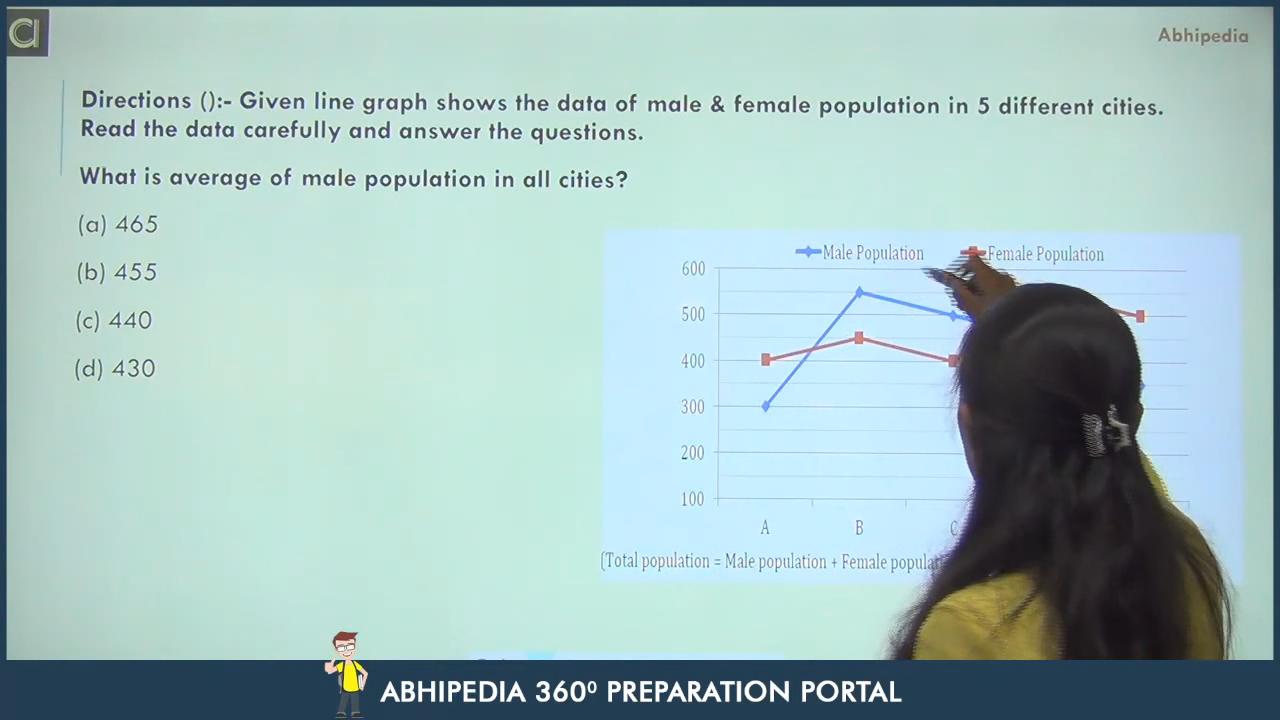 Abhipedia
Directions ():- Given line graph shows the data of male & female population in 5 different cities.
Read the data carefully and answer the questions.
What is average of male population in all cities?
(a) 465
(b) 455
(c) 440
(d) 430
Male Population
Female Population
600
500
400
300
200
100
A
B
C
(Total population = Male population + Female
ABHIPEDIA 360⁰ PREPARATION PORTAL